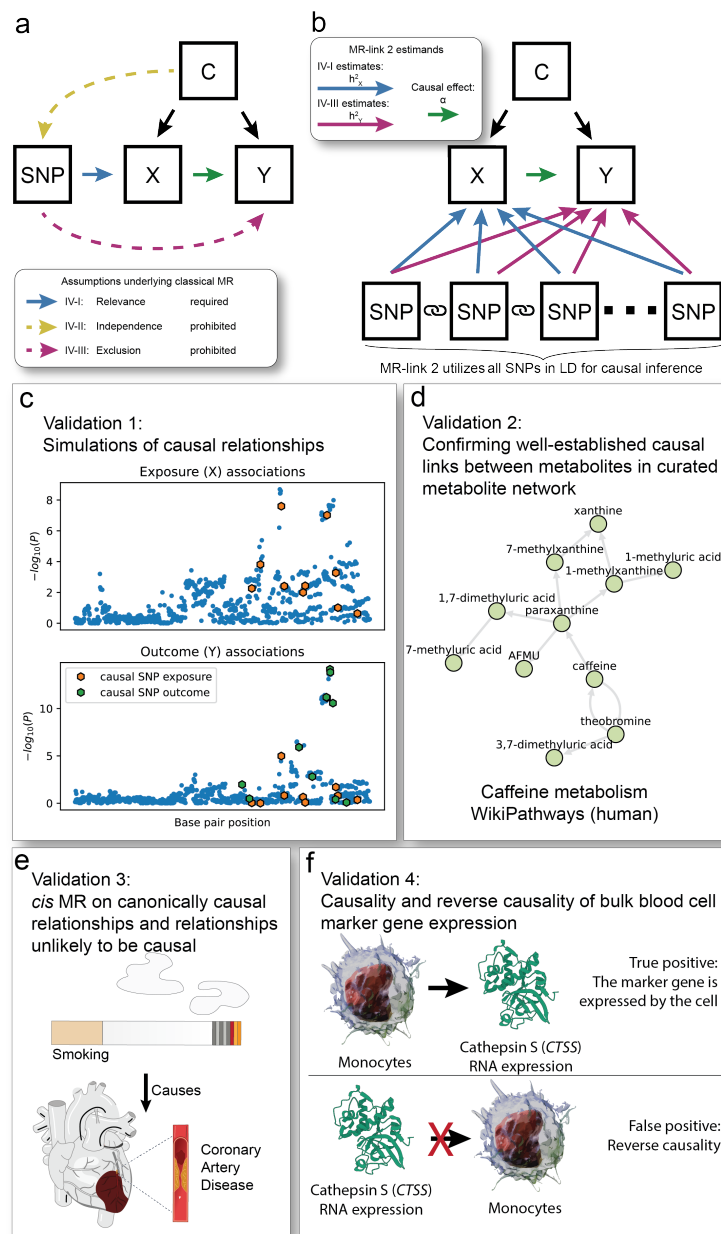 a
C
SNP
X
Y
Assumptions underlying classical MR
IV-I: Relevance required
IV-II: Independence prohibited
IV-III: Exclusion prohibited
b
MR-link 2 estimands
IV-I estimates:
h²X
Causal effect:
α
IV-III estimates:
h²Y
C
X
Y
SNP
SNP
SNP
SNP
MR-link 2 utilizes all SNPs in LD for causal inference
c
Validation 1:
Simulations of causal relationships
Exposure (X) associations
−log10(P)
8
6
4
2
0
Outcome (Y) associations
−log10(P)
10
5
0
causal SNP exposure
causal SNP outcome
Base pair position
d
Validation 2:
Confirming well-established causal
links between metabolites in curated
metabolite network
xanthine
7-methylxanthine
1-methyluric acid
1-methylxanthine
1,7-dimethyluric acid
paraxanthine
7-methyluric acid
AFMU
caffeine
theobromine
3,7-dimethyluric acid
Caffeine metabolism
WikiPathways (human)
e
Validation 3:
cis MR on canonically causal
relationships and relationships
unlikely to be causal
Smoking
Causes
Coronary
Artery
Disease
f
Validation 4:
Causality and reverse causality of bulk blood cell
marker gene expression
True positive:
The marker gene is
expressed by the cell
Monocytes
Cathepsin S (CTSS)
RNA expression
False positive:
Reverse causality
Cathepsin S (CTSS)
RNA expression
Monocytes